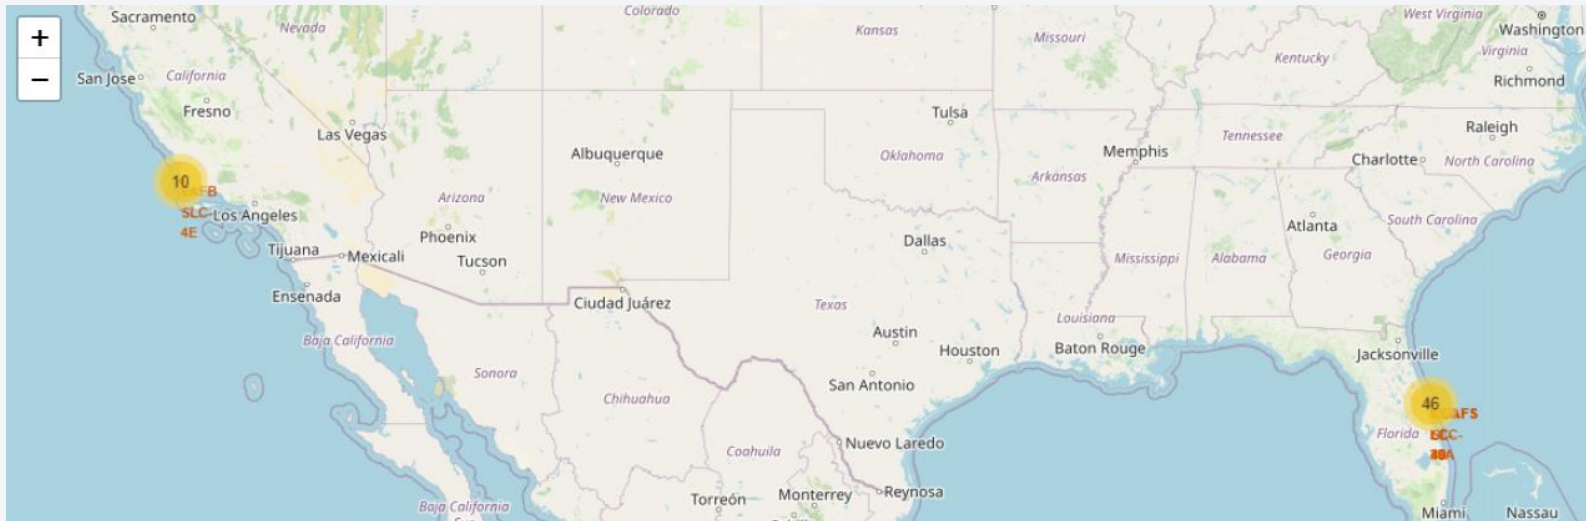 +
−
Sacramento
Nevada
Colorado
Kansas
Missouri
West Virginia
Washington
San Jose
California
Kentucky
Virginia
Richmond
Fresno
Las Vegas
Tulsa
Tennessee
Raleigh
Albuquerque
Oklahoma
Memphis
Charlotte
North Carolina
10
AFB
SLC-
4E
Arizona
New Mexico
Arkansas
Los Angeles
Phoenix
Dallas
Atlanta
South Carolina
Tijuana
Mexicali
Tucson
Mississippi
Alabama
Georgia
Ensenada
Ciudad Juárez
Texas
Louisiana
Baja California
Austin
Houston
Baton Rouge
Jacksonville
Sonora
San Antonio
Chihuahua
46
AFS
Florida
Nuevo Laredo
Coahuila
Torreón
Monterrey
Reynosa
Baja California
Miami
Nassau